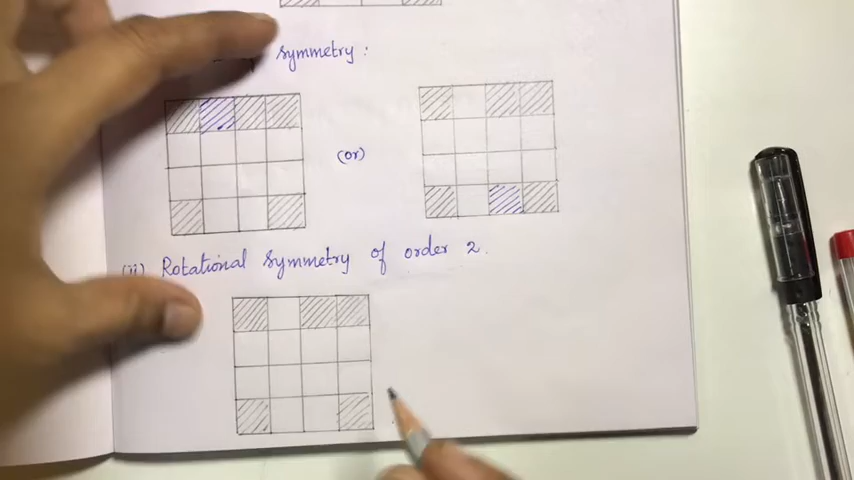 symmetry:
(or)
(ii) Rotational symmetry of order 2.